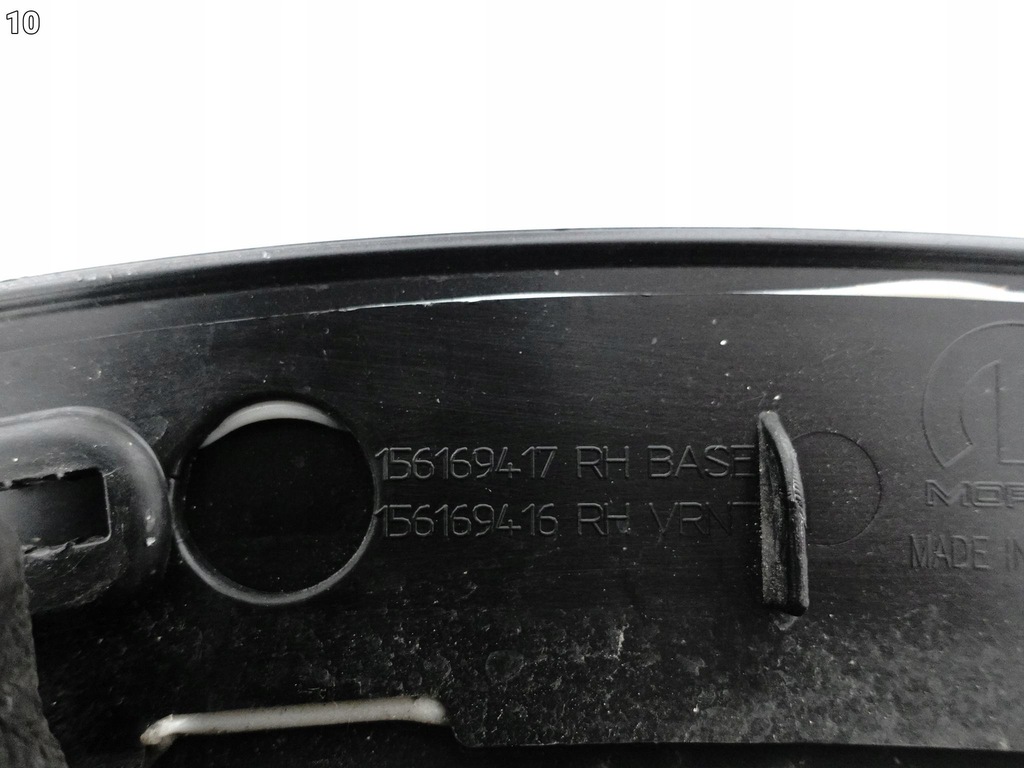 10
156169417 RH BASE
156169416 RH VRNT
MADE IN